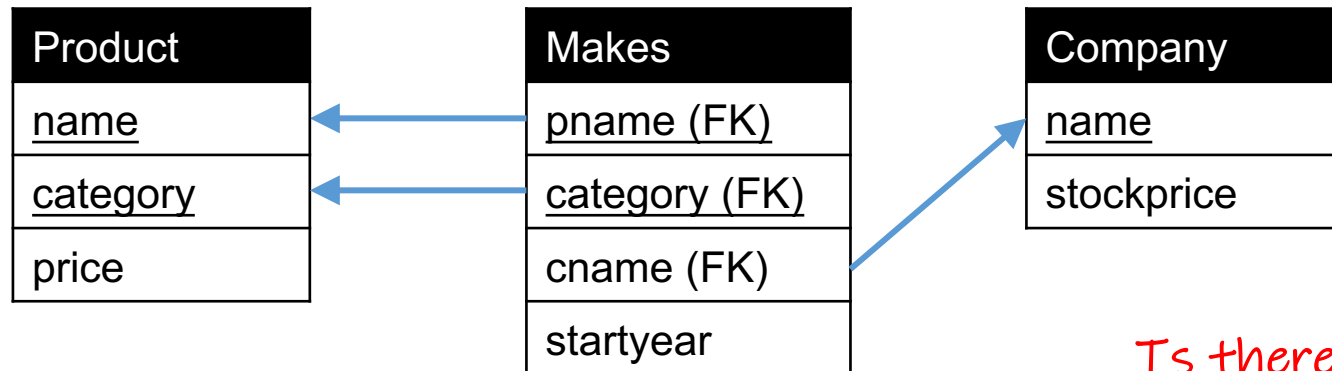 Product
name
category
price
Makes
pname (FK)
category (FK)
cname (FK)
startyear
Company
name
stockprice
Is there